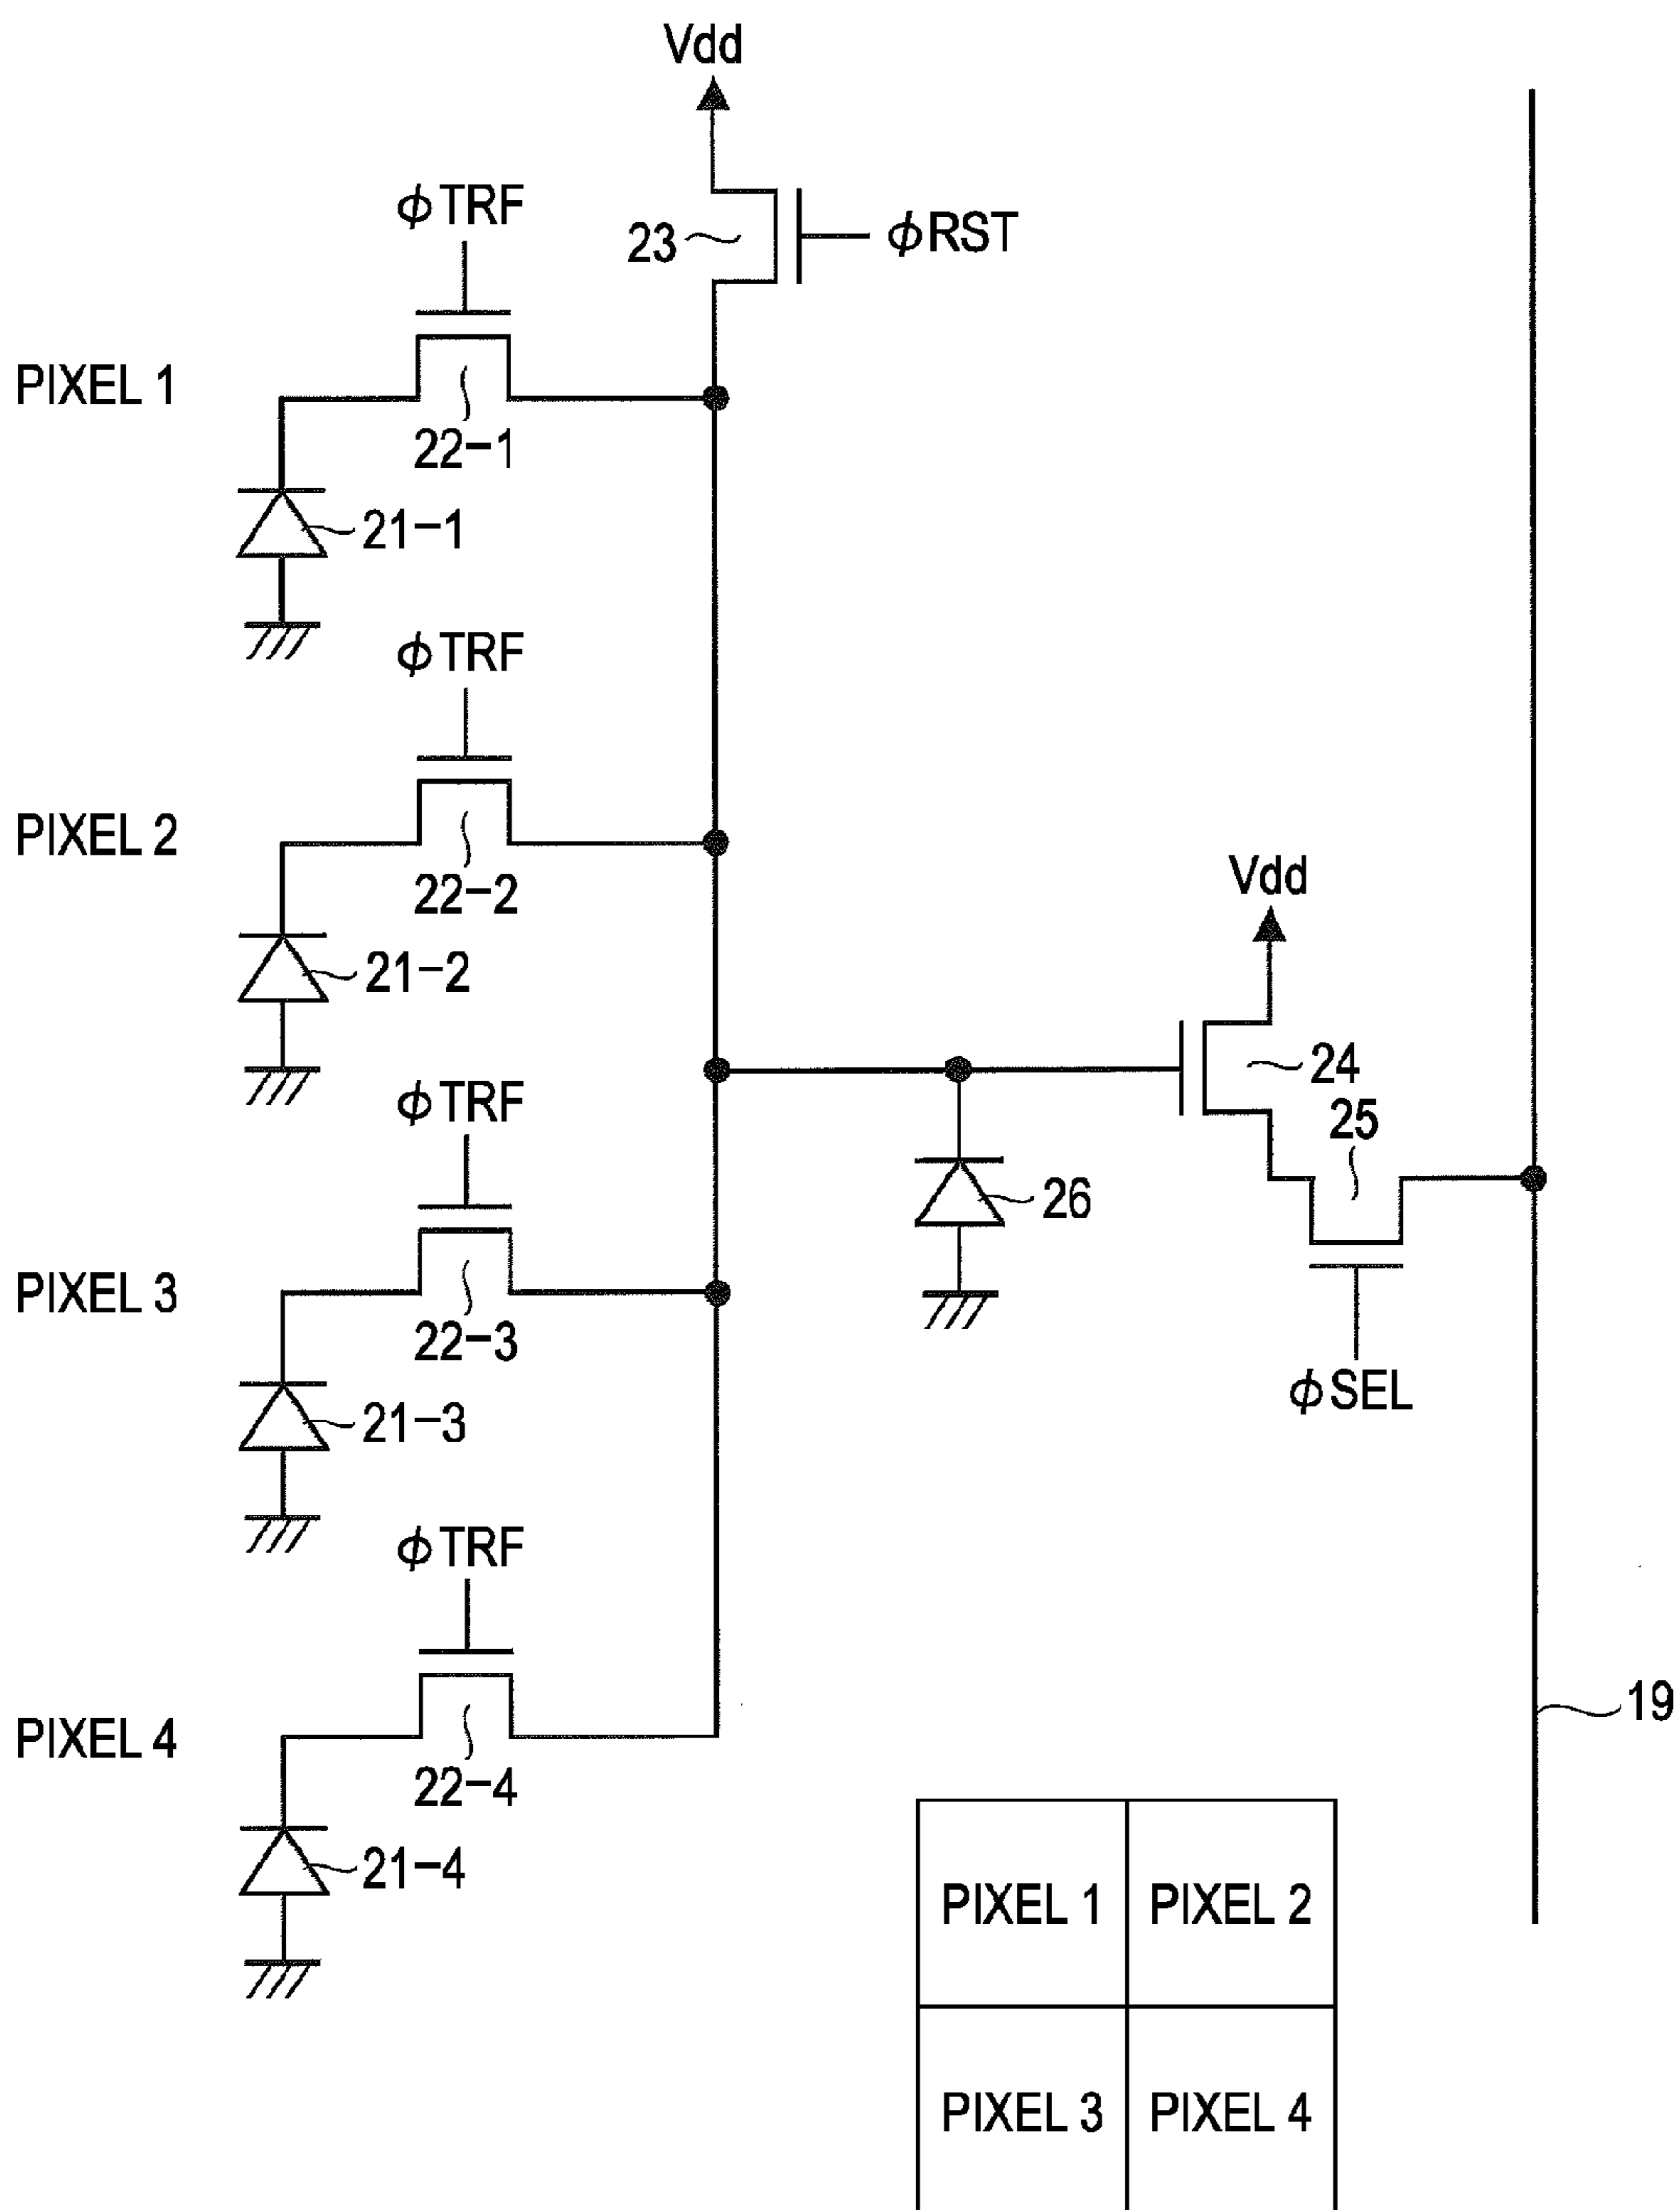 Vdd
ϕTRF
23
ϕRST
PIXEL 1
22-1
21-1
ϕTRF
PIXEL 2
22-2
Vdd
21-2
24
ϕTRF
25
26
PIXEL 3
22-3
ϕSEL
21-3
ϕTRF
19
PIXEL 4
22-4
21-4
PIXEL 1 PIXEL 2
PIXEL 3 PIXEL 4